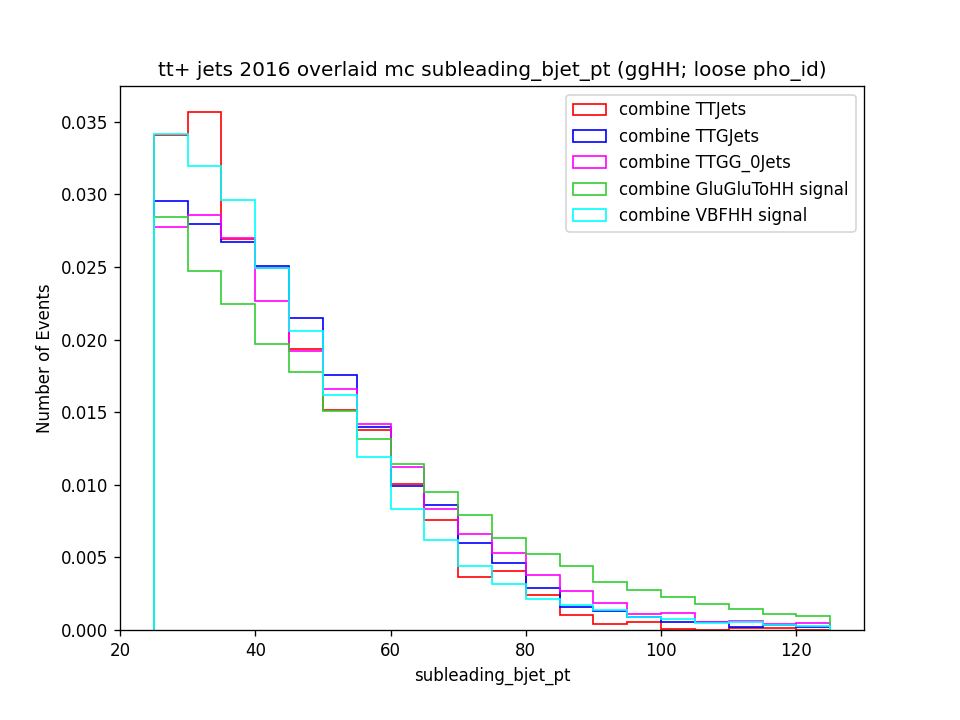 tt+ jets 2016 overlaid mc subleading_bjet_pt (ggHH; loose pho_id)
combine TTJets
combine TTGJets
combine TTGG_0Jets
combine GluGluToHH signal
combine VBFHH signal
0.035
0.030
0.025
0.020
0.015
0.010
0.005
0.000
Number of Events
20 40 60 80 100 120
subleading_bjet_pt